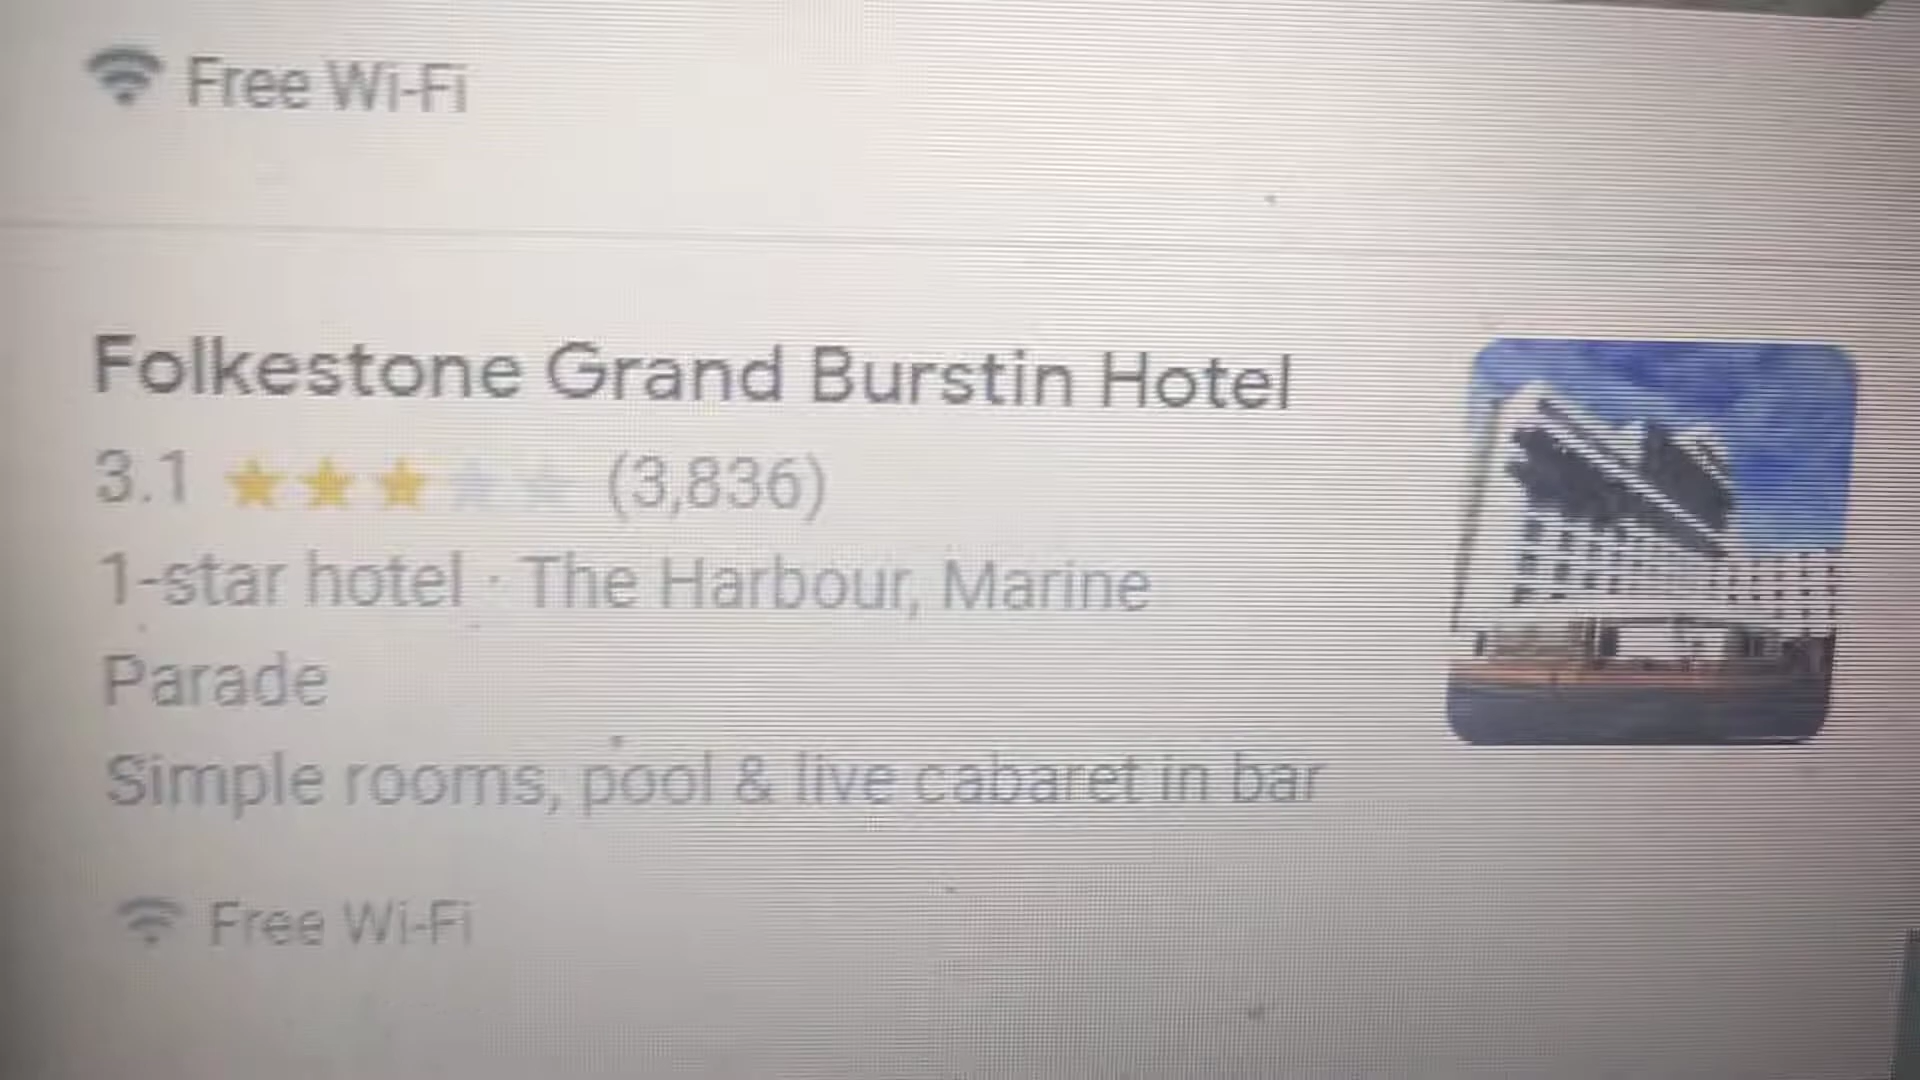 Free Wi-Fi
Folkestone Grand Burstin Hotel
3.1 (3,836)
1-star hotel · The Harbour, Marine
Parade
Simple rooms, pool & live cabaret in bar
Free Wi-Fi